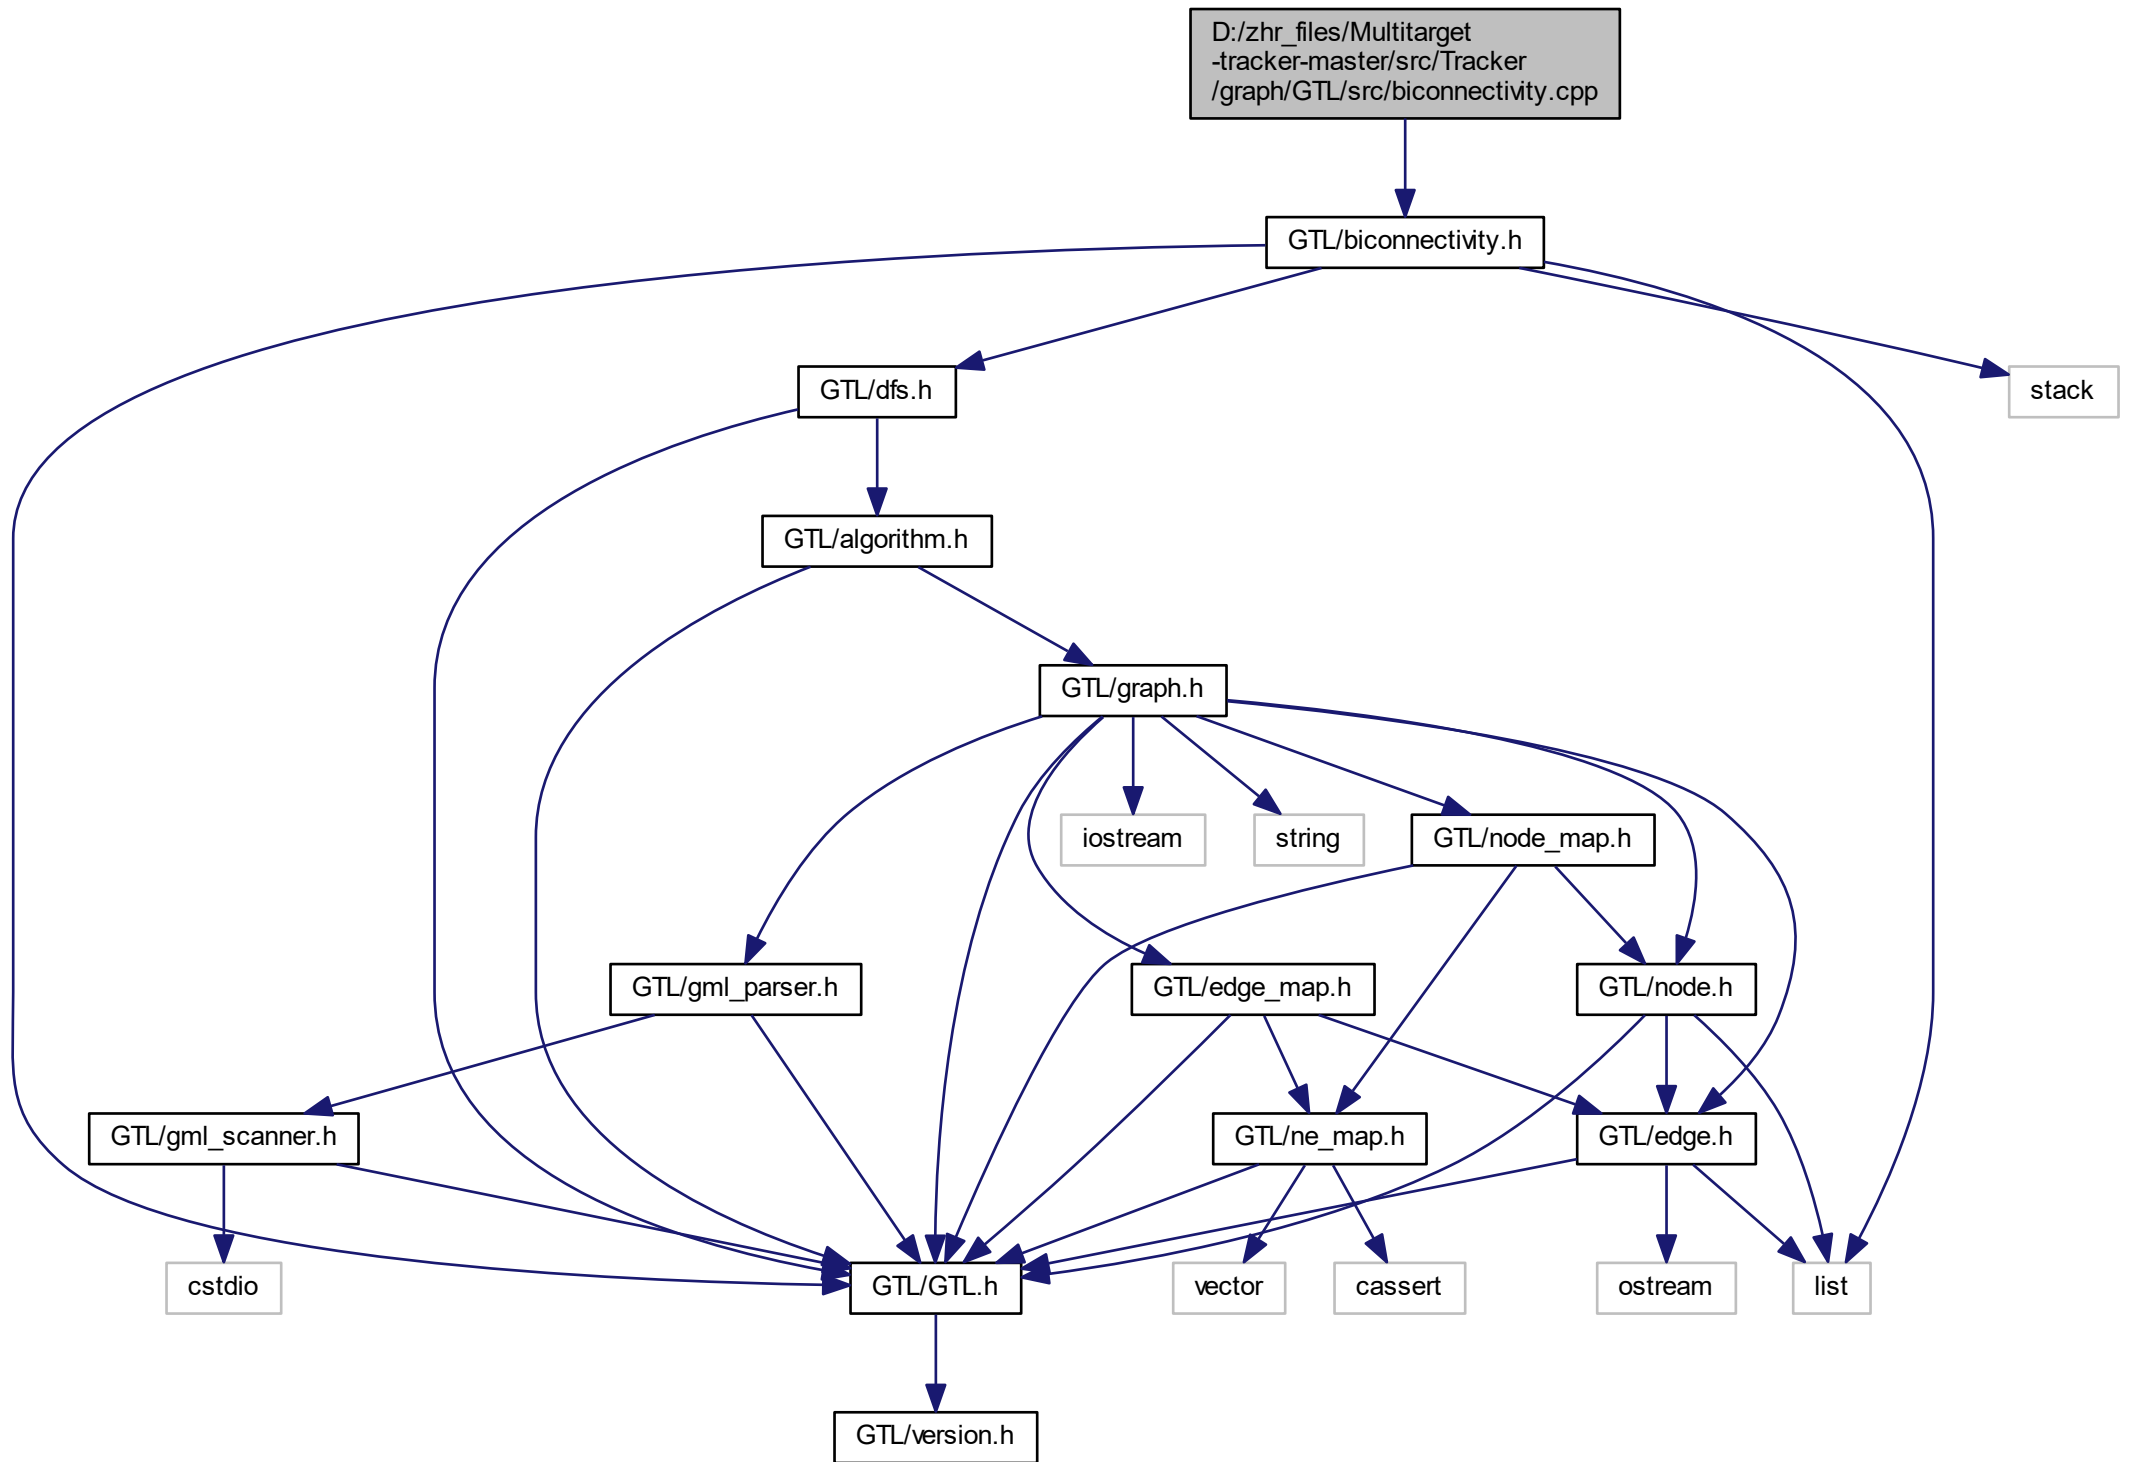 D:/zhr_files/Multitarget
-tracker-master/src/Tracker
/graph/GTL/src/biconnectivity.cpp
GTL/biconnectivity.h
GTL/dfs.h
stack
GTL/algorithm.h
GTL/graph.h
iostream
string
GTL/node_map.h
GTL/gml_parser.h
GTL/edge_map.h
GTL/node.h
GTL/gml_scanner.h
GTL/ne_map.h
GTL/edge.h
cstdio
GTL/GTL.h
vector
cassert
ostream
list
GTL/version.h